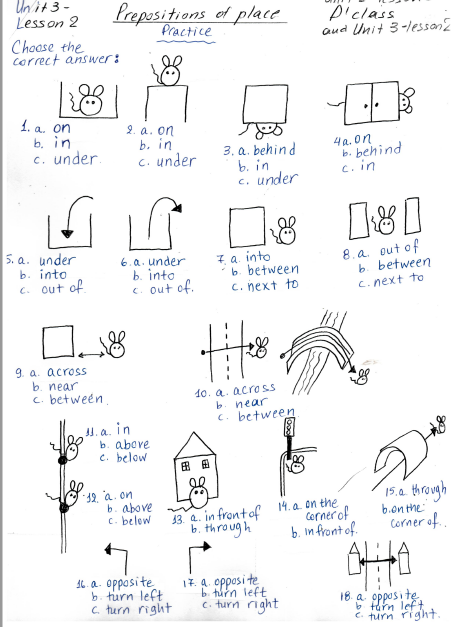 Unit 3-
Lesson 2
Prepositions of place
Practice
D'class
and Unit 3-lesson 2
Choose the
correct answer:
1. a. on
b. in
c. under
2. a. on
b. in
c. under
3. a. behind
b. in
c. under
4a. on
b. behind
c. in
5. a. under
b. into
c. out of
6. a. under
b. into
c. out of.
7. a. into
b. between
c. next to
8. a. out of
b. between
c. next to
9. a. across
b. near
c. between.
10. a. across
b. near
c. between
11. a. in
b. above
c. below
12. a. on
b. above
c. below
13. a. in front of
b. through
14. a. on the
corner of
b. in front of.
15. a. through
b. on the
corner of.
16. a. opposite
b. turn left
c. turn right
17. a. opposite
b. turn left
c. turn right
18. a. opposite
b. turn left
c. turn right.